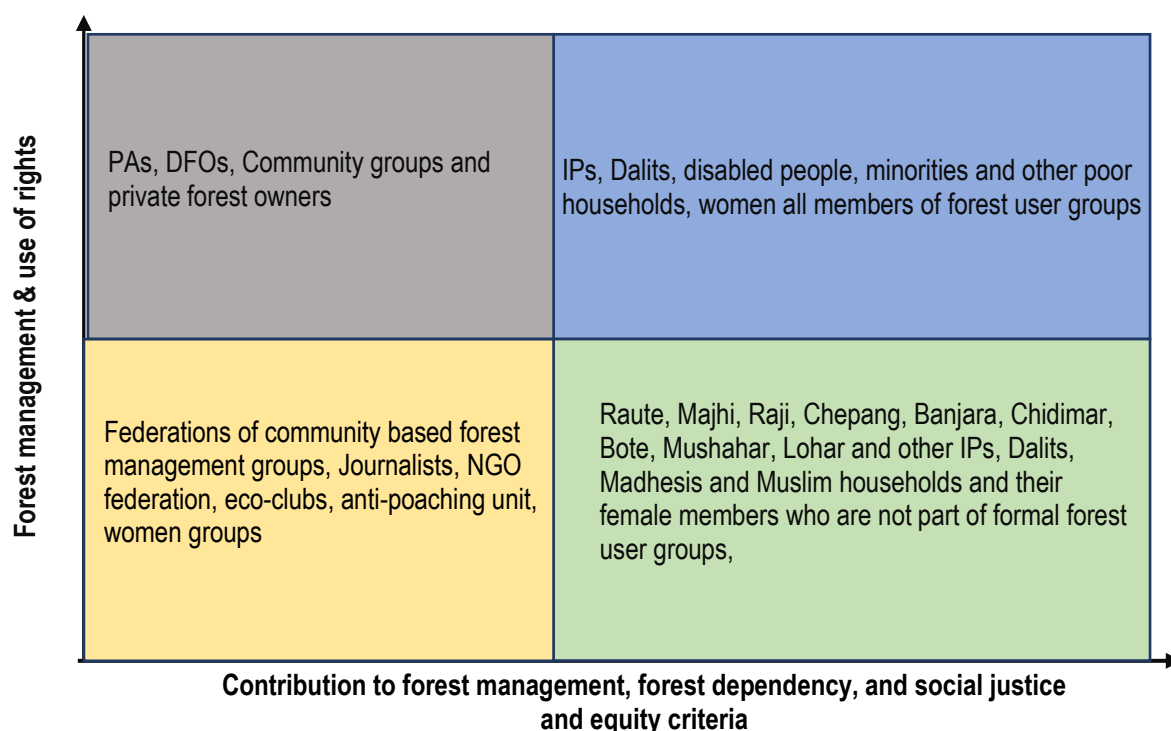 Forest management & use of rights
PAs, DFOs, Community groups and
private forest owners
IPs, Dalits, disabled people, minorities and other poor
households, women all members of forest user groups
Federations of community based forest
management groups, Journalists, NGO
federation, eco-clubs, anti-poaching unit,
women groups
Raute, Majhi, Raji, Chepang, Banjara, Chidimar,
Bote, Mushahar, Lohar and other IPs, Dalits,
Madhesis and Muslim households and their
female members who are not part of formal forest
user groups,
Contribution to forest management, forest dependency, and social justice
and equity criteria